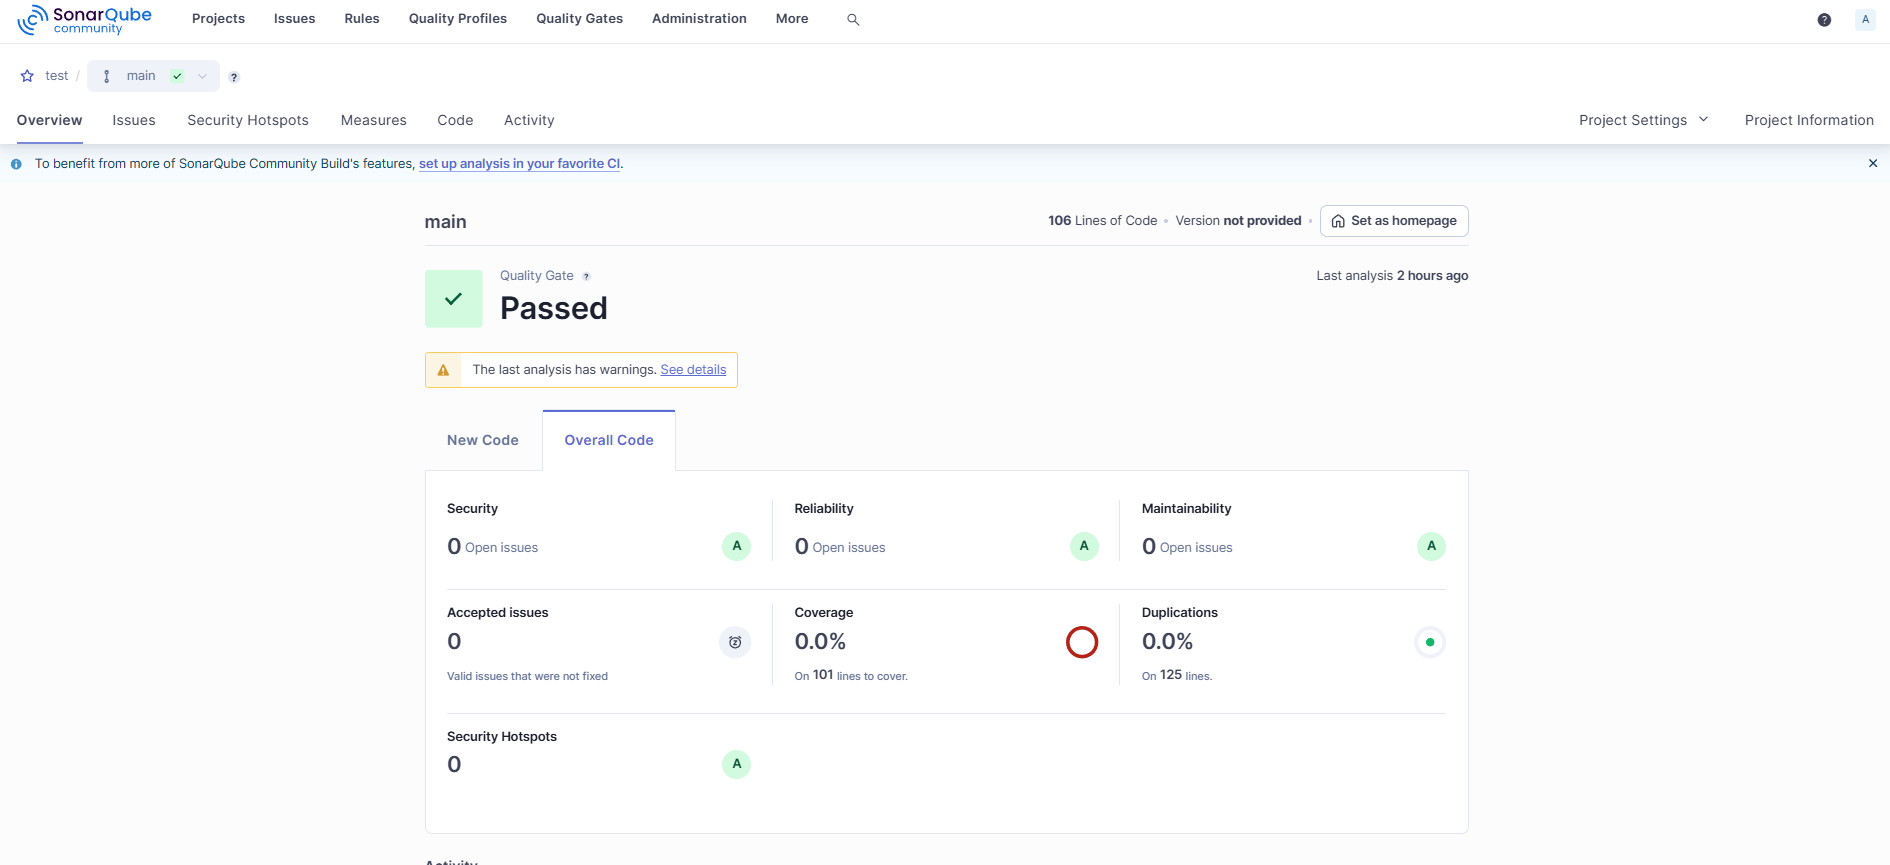 SonarQube community Projects Issues Rules Quality Profiles Quality Gates Administration More ? A
test / main ?
Overview Issues Security Hotspots Measures Code Activity Project Settings Project Information
To benefit from more of SonarQube Community Build's features, set up analysis in your favorite CI.
main 106 Lines of Code • Version not provided • Set as homepage
Quality Gate ? Last analysis 2 hours ago
Passed
The last analysis has warnings. See details
New Code Overall Code
Security Reliability Maintainability
0 Open issues A 0 Open issues A 0 Open issues A
Accepted issues Coverage Duplications
0 0.0% 0.0%
Valid issues that were not fixed On 101 lines to cover. On 125 lines.
Security Hotspots
0 A
Activity